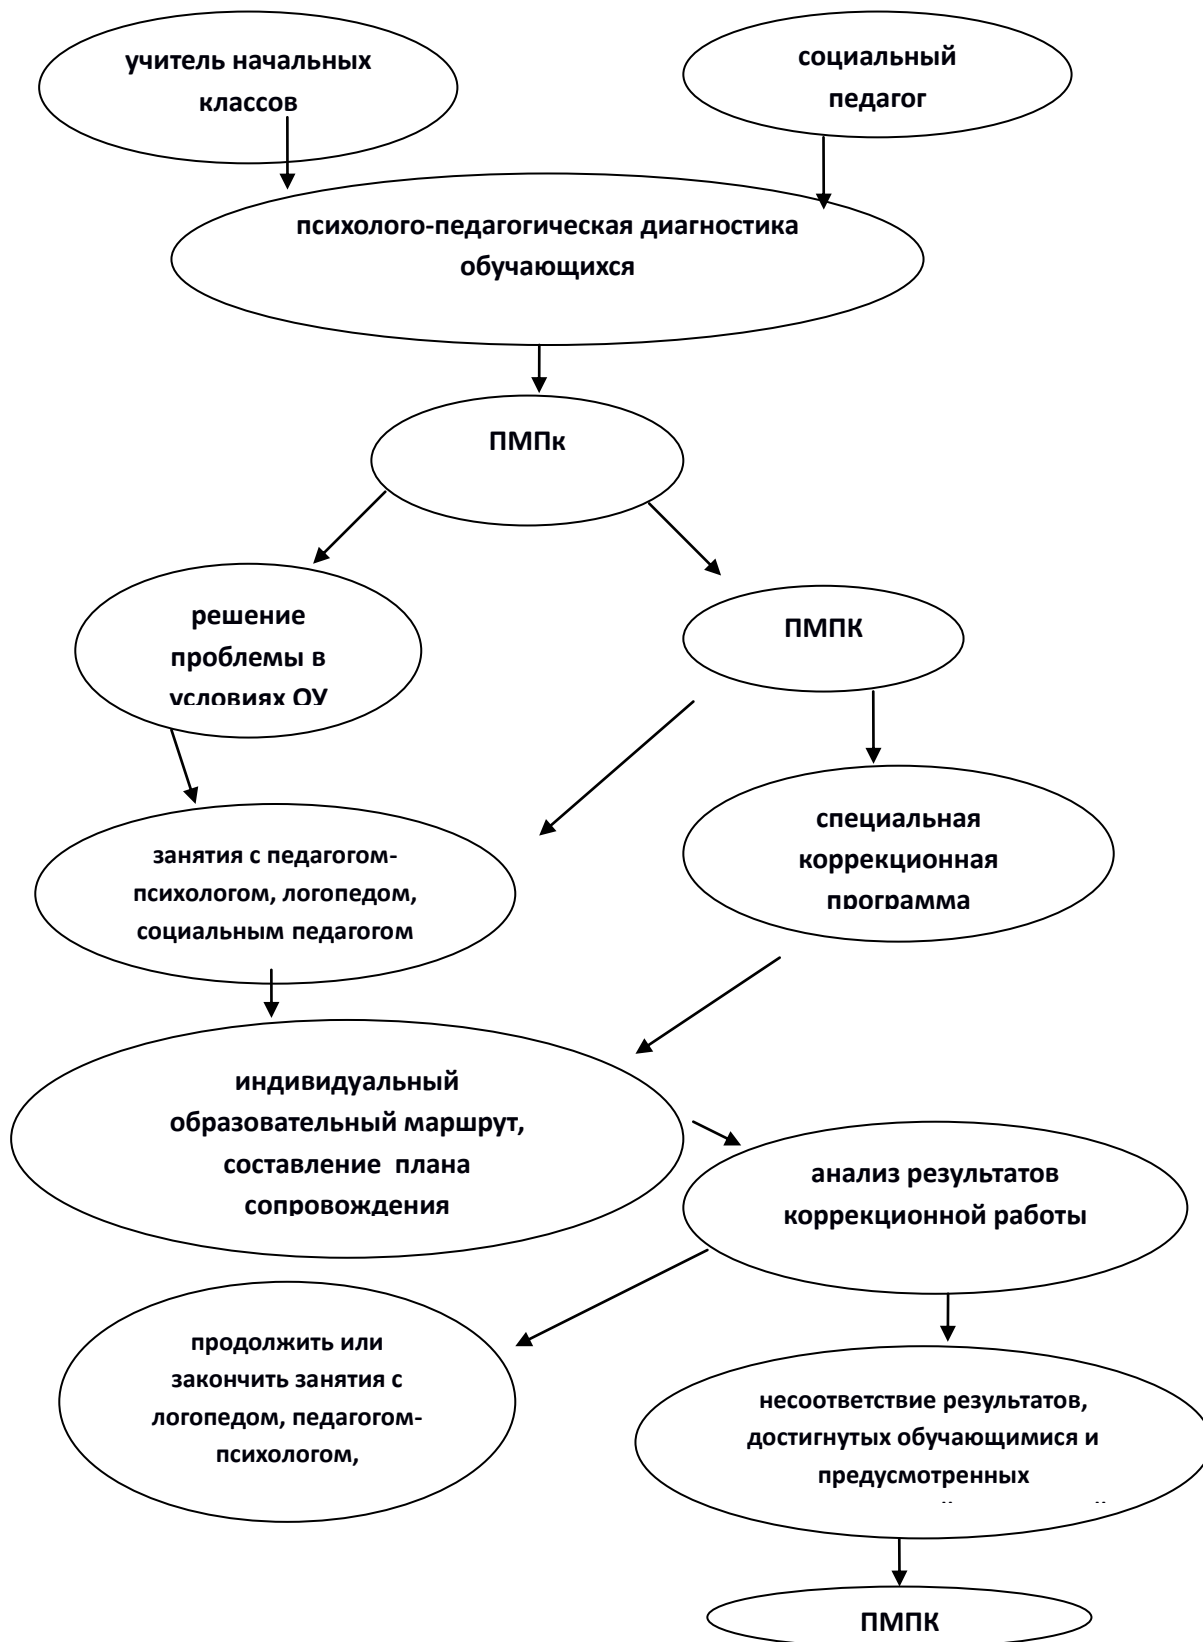 учитель начальных
классов
социальный
педагог
психолого-педагогическая диагностика
обучающихся
ПМПк
решение
проблемы в
условиях ОУ
ПМПК
занятия с педагогом-
психологом, логопедом,
социальным педагогом
специальная
коррекционная
программа
индивидуальный
образовательный маршрут,
составление плана
сопровождения
анализ результатов
коррекционной работы
продолжить или
закончить занятия с
логопедом, педагогом-
психологом,
несоответствие результатов,
достигнутых обучающимися и
предусмотренных
ПМПК